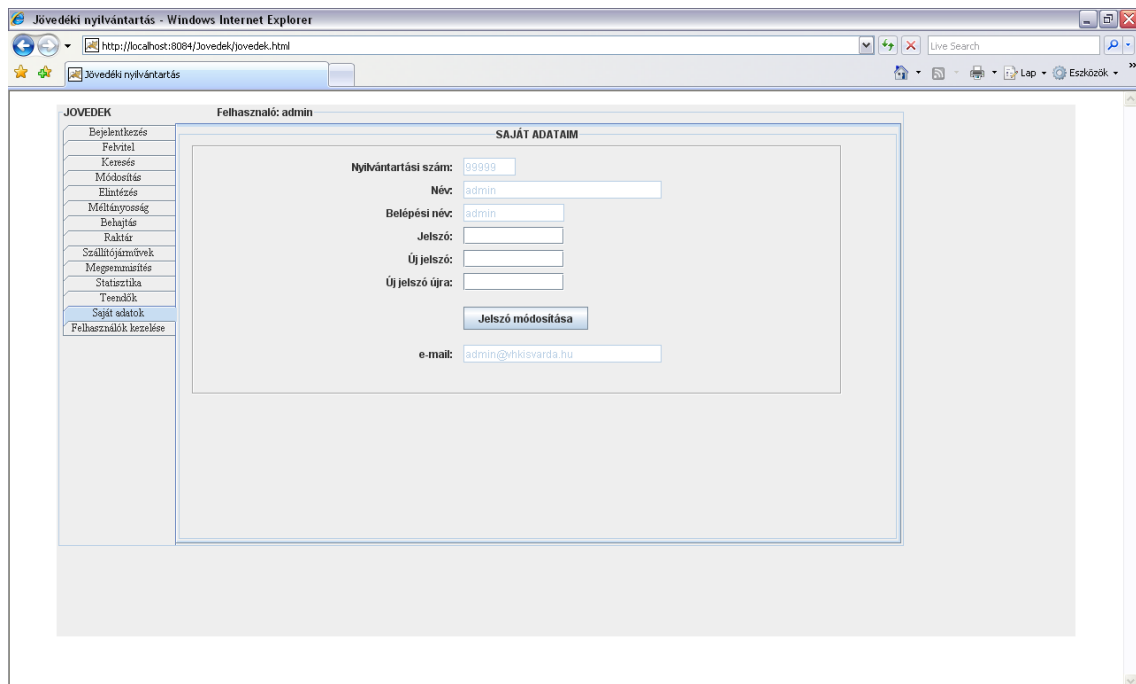 Jövedéki nyilvántartás - Windows Internet Explorer
http://localhost:8084/Jovedek/jovedek.html
Live Search
Jövedéki nyilvántartás
Lap
Eszközök
JOVEDEK
Felhasznaló: admin
Bejelentkezés
Felvitel
Keresés
Módosítás
Elintézés
Méltányosság
Behajtás
Raktár
Szállítójárművek
Megsemmisítés
Statisztika
Teendők
Saját adatok
Felhasználók kezelése
SAJÁT ADATAIM
Nyilvántartási szám: 99999
Név: admin
Belépési név: admin
Jelszó:
Új jelszó:
Új jelszó újra:
Jelszó módosítása
e-mail: admin@vhkisvarda.hu